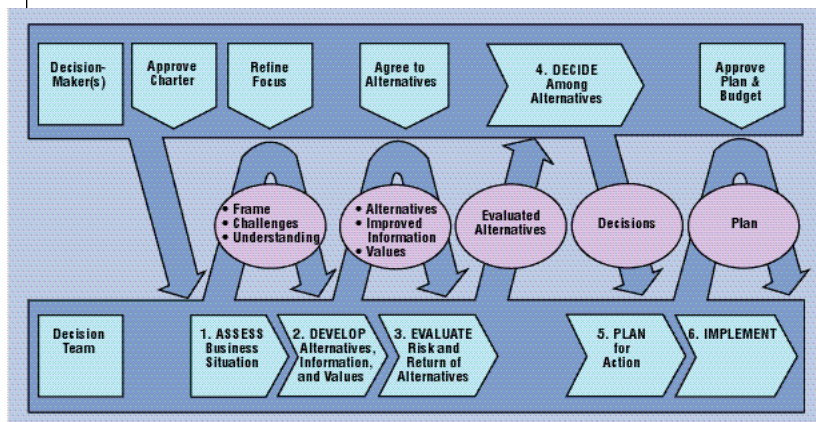 Decision-
Maker(s)
Approve
Charter
Refine
Focus
Agree to
Alternatives
4. DECIDE
Among
Alternatives
Approve
Plan &
Budget
• Frame
• Challenges
• Understanding
• Alternatives
• Improved
Information
• Values
Evaluated
Alternatives
Decisions
Plan
Decision
Team
1. ASSESS
Business
Situation
2. DEVELOP
Alternatives,
Information,
and Values
3. EVALUATE
Risk and
Return of
Alternatives
5. PLAN
for
Action
6. IMPLEMENT